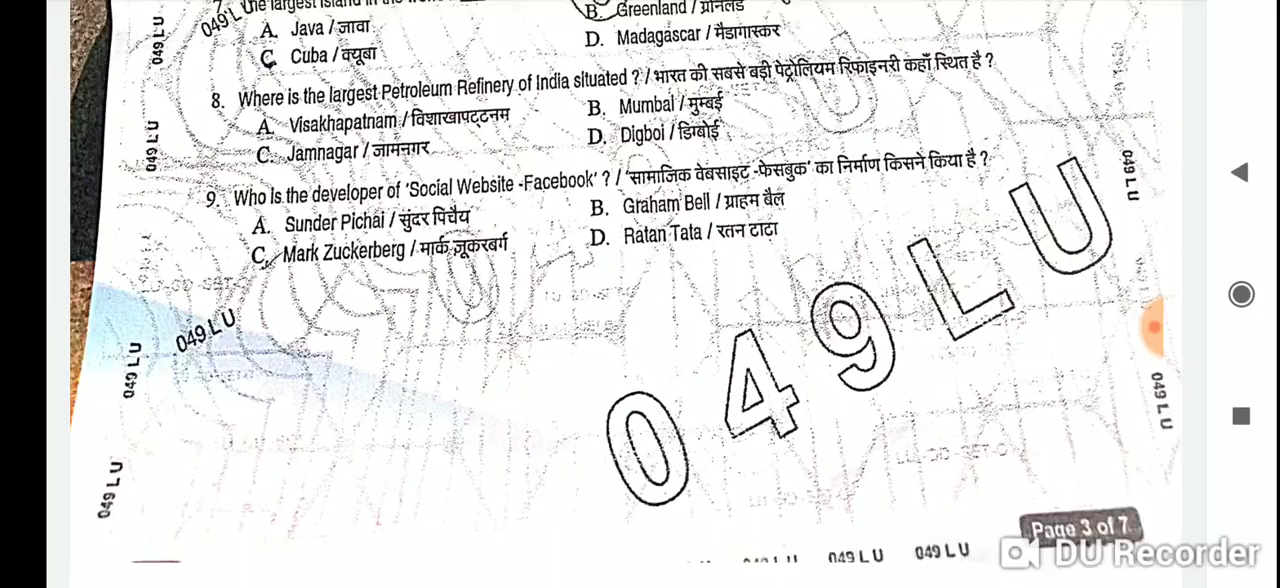 049 L the largest island in the
A. Java / जावा B. Greenland / ग्रीनलैंड
C. Cuba / क्यूबा D. Madagascar / मैडागास्कर
8. Where is the largest Petroleum Refinery of India situated ? / भारत की सबसे बड़ी पेट्रोलियम रिफाइनरी कहाँ स्थित है ?
A. Visakhapatnam / विशाखापट्टनम B. Mumbai / मुम्बई
C. Jamnagar / जामनगर D. Digboi / डिग्बोई
9. Who is the developer of 'Social Website -Facebook' ? / 'सामाजिक वेबसाइट -फेसबुक' का निर्माण किसने किया है ?
A. Sunder Pichai / सुंदर पिचैय B. Graham Bell / ग्राहम बैल
C. Mark Zuckerberg / मार्क जूकरबर्ग D. Ratan Tata / रतन टाटा
049 L U
049 L U
049 L U
049 L U
049 L U
049 L U
049 L U
049 L U
Page 3 of 7
049 L U 049 L U
DU Recorder